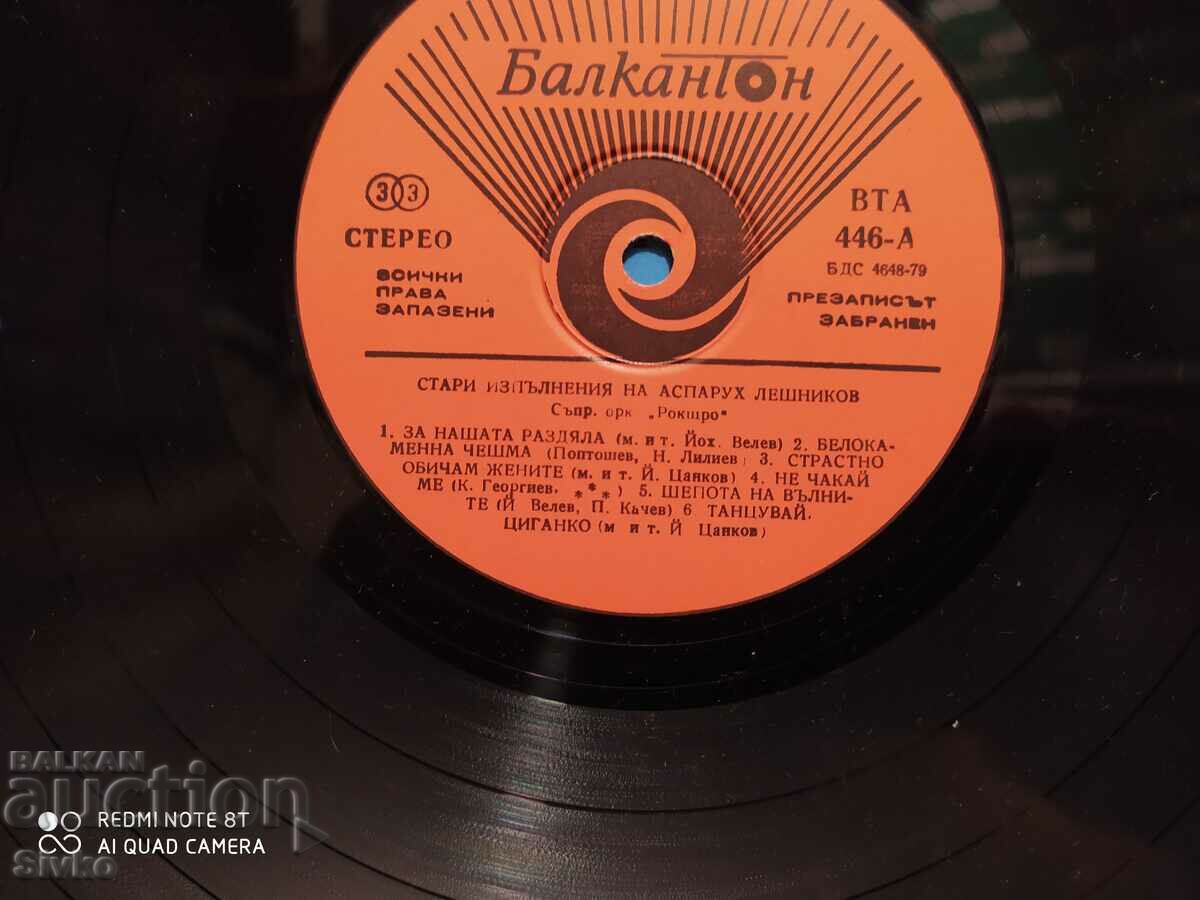 Балкантон
33
СТЕРЕО
ВСИЧКИ
ПРАВА
ЗАПАЗЕНИ
ВТА
446-А
БДС 4648-79
ПРЕЗАПИСЪТ
ЗАБРАНЕН
СТАРИ ИЗПЪЛНЕНИЯ НА АСПАРУХ ЛЕШНИКОВ
Съпр. орк „Рокщро"
1. ЗА НАШАТА РАЗДЯЛА (м. и т. Йох. Велев) 2. БЕЛОКА-
МЕННА ЧЕШМА (Поптошев, Н. Лилиев) 3. СТРАСТНО
ОБИЧАМ ЖЕНИТЕ (м. и т. Й. Цанков) 4. НЕ ЧАКАЙ
МЕ (К. Георгиев, ***) 5. ШЕПОТА НА ВЪЛНИ-
ТЕ (Й Велев, П. Качев) 6 ТАНЦУВАЙ,
ЦИГАНКО (м и т. Й Цанков)
BALKAN
auction
REDMI NOTE 8T
AI QUAD CAMERA
Sivko